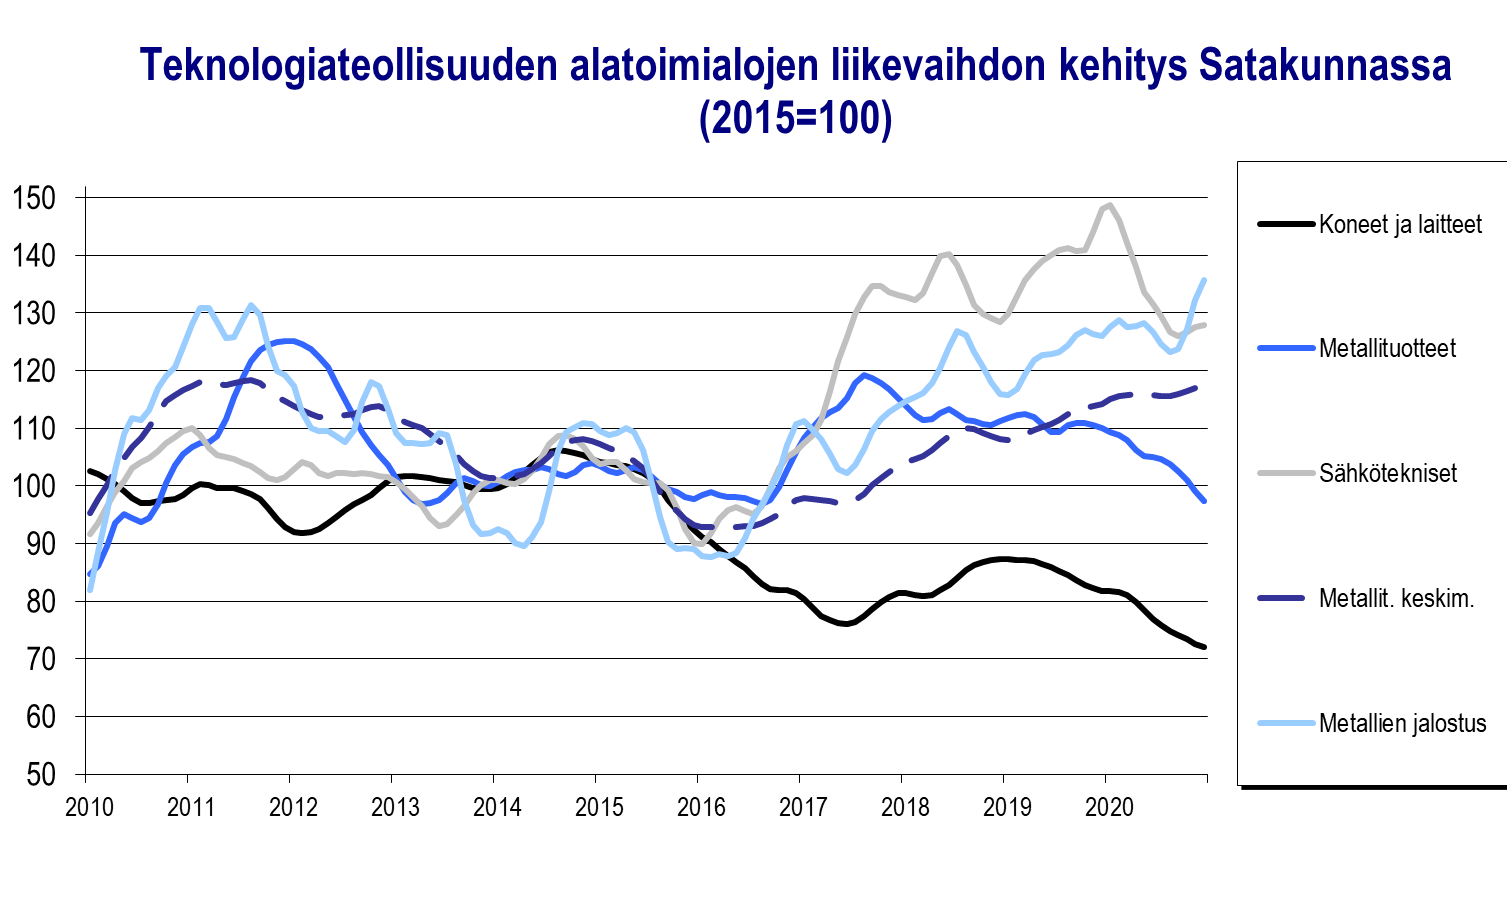 Teknologiateollisuuden alatoimialojen liikevaihdon kehitys Satakunnassa
(2015=100)
150
140
130
120
110
100
90
80
70
60
50
2010 2011 2012 2013 2014 2015 2016 2017 2018 2019 2020
Koneet ja laitteet
Metallituotteet
Sähkötekniset
Metallit. keskim.
Metallien jalostus